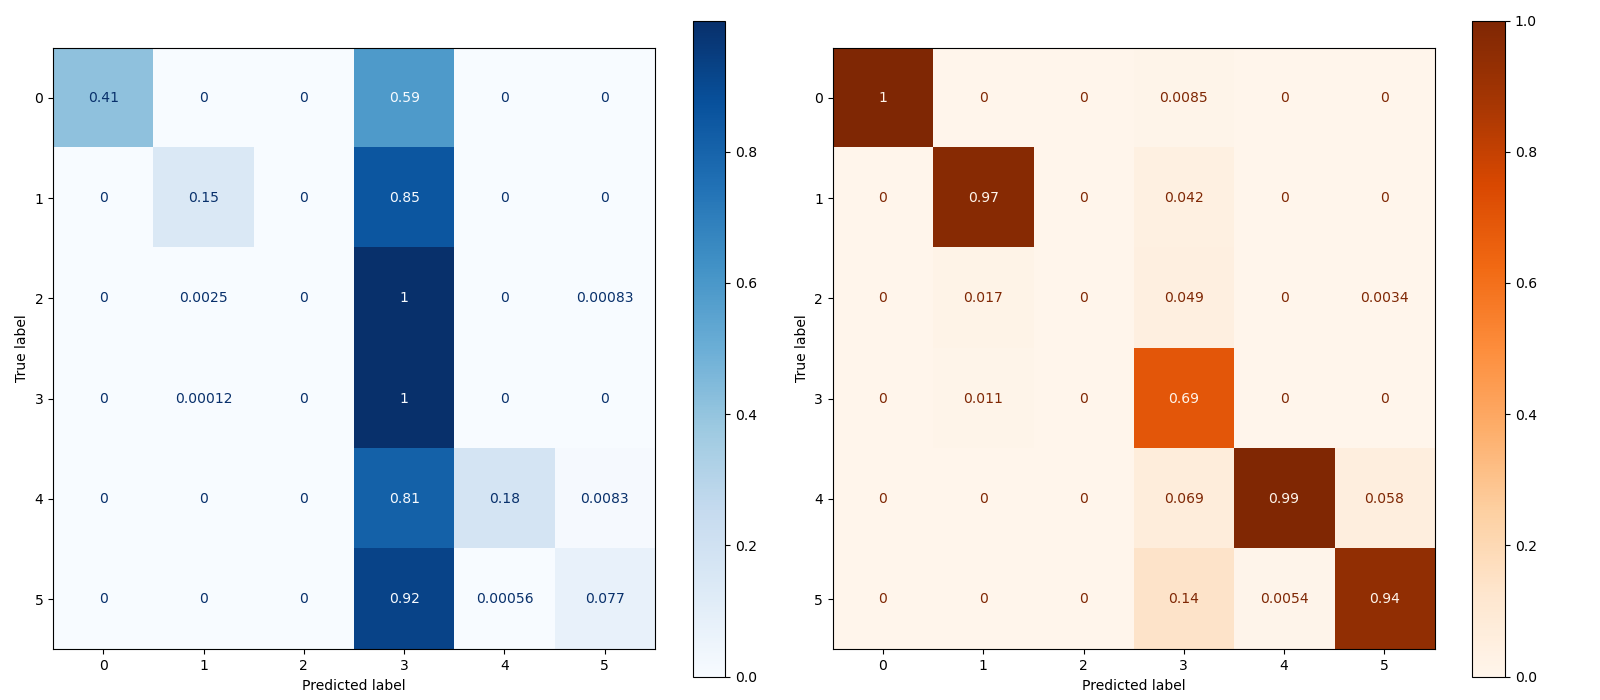 0 0.41 0 0 0.59 0 0
1 0 0.15 0 0.85 0 0
2 0 0.0025 0 1 0 0.00083
3 0 0.00012 0 1 0 0
4 0 0 0 0.81 0.18 0.0083
5 0 0 0 0.92 0.00056 0.077
0 1 2 3 4 5
True label
Predicted label
0.8
0.6
0.4
0.2
0.0
0 1 0 0 0.0085 0 0
1 0 0.97 0 0.042 0 0
2 0 0.017 0 0.049 0 0.0034
3 0 0.011 0 0.69 0 0
4 0 0 0 0.069 0.99 0.058
5 0 0 0 0.14 0.0054 0.94
0 1 2 3 4 5
True label
Predicted label
1.0
0.8
0.6
0.4
0.2
0.0